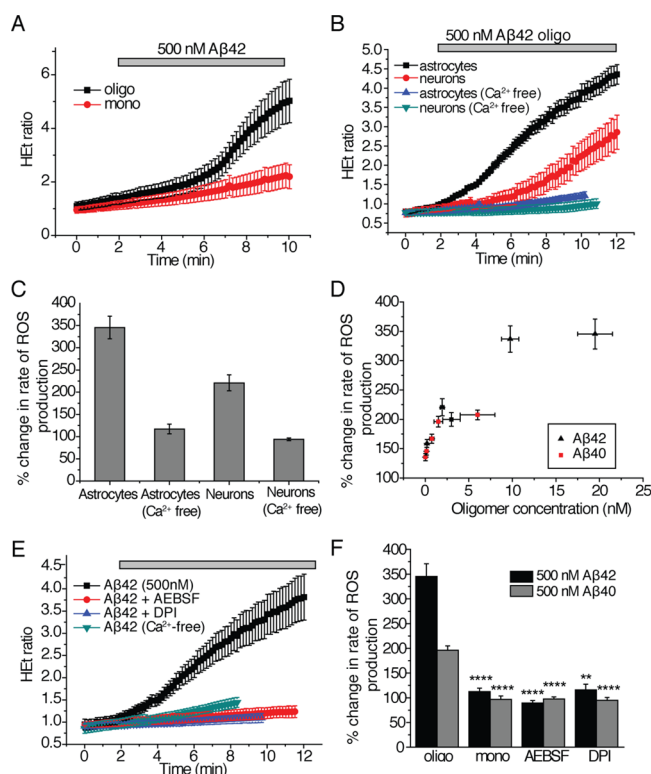 A
500 nM Aβ42
oligo
mono
HEt ratio
6
4
2
0
0 2 4 6 8 10
Time (min)
B
500 nM Aβ42 oligo
astrocytes
neurons
astrocytes (Ca²⁺ free)
neurons (Ca²⁺ free)
HEt ratio
5.0
4.5
4.0
3.5
3.0
2.5
2.0
1.5
1.0
0.5
0 2 4 6 8 10 12
Time (min)
C
% change in rate of ROS
production
400
350
300
250
200
150
100
50
0
Astrocytes
Astrocytes
(Ca²⁺ free)
Neurons
Neurons
(Ca²⁺ free)
D
% change in rate of ROS
production
400
350
300
250
200
150
100
Aβ42
Aβ40
0 5 10 15 20 25
Oligomer concentration (nM)
E
Aβ42 (500nM)
Aβ42 + AEBSF
Aβ42 + DPI
Aβ42 (Ca²⁺-free)
HEt ratio
4.5
4.0
3.5
3.0
2.5
2.0
1.5
1.0
0.5
0 2 4 6 8 10 12
Time (min)
F
500 nM Aβ42
500 nM Aβ40
% change in rate of ROS
production
400
350
300
250
200
150
100
50
0
**** **** **** **** ** ****
oligo mono AEBSF DPI